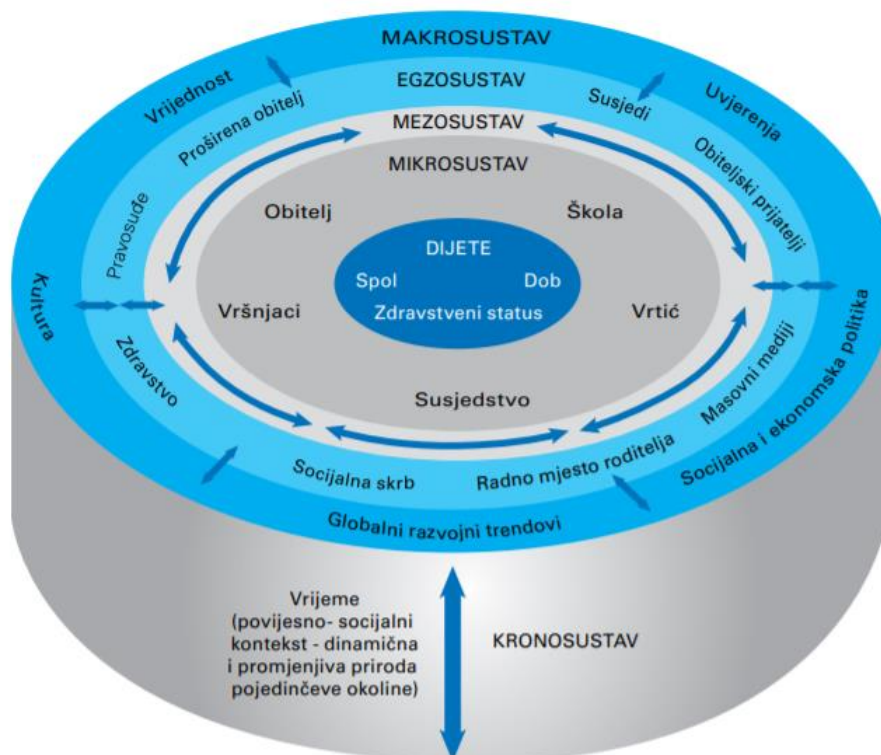 MAKROSUSTAV
Vrijednost
Uvjerenja
EGZOSUSTAV
Proširena obitelj
Susjedi
MEZOSUSTAV
Obiteljski prijatelji
MIKROSUSTAV
Pravosuđe
Obitelj
Škola
DIJETE
Spol
Dob
Zdravstveni status
Kultura
Vršnjaci
Vrtić
Zdravstvo
Susjedstvo
Masovni mediji
Socijalna i ekonomska politika
Socijalna skrb
Radno mjesto roditelja
Globalni razvojni trendovi
Vrijeme
(povijesno- socijalni
kontekst - dinamična
i promjenjiva priroda
pojedinčeve okoline)
KRONOSUSTAV